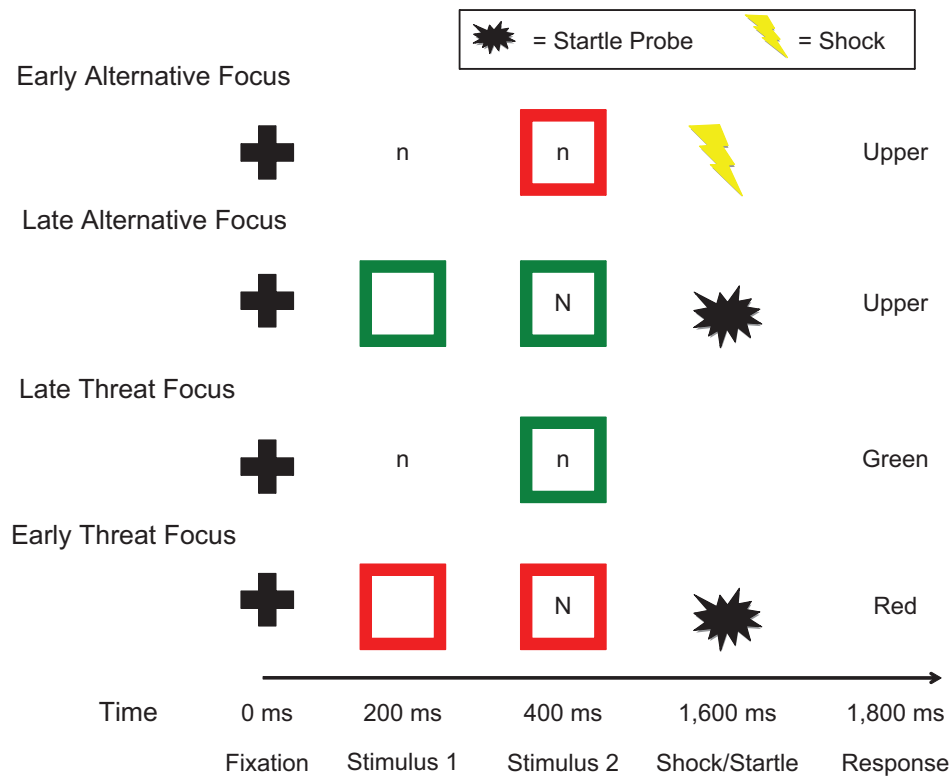 = Startle Probe = Shock
Early Alternative Focus
n n Upper
Late Alternative Focus
N Upper
Late Threat Focus
n n Green
Early Threat Focus
N Red
Time 0 ms 200 ms 400 ms 1,600 ms 1,800 ms
Fixation Stimulus 1 Stimulus 2 Shock/Startle Response